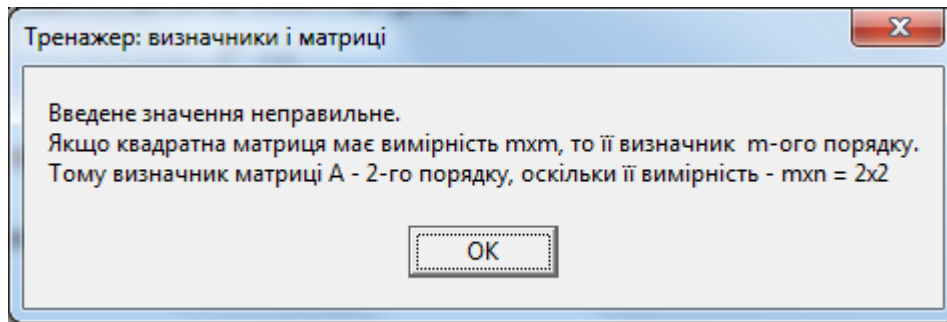 Тренажер: визначники і матриці
Введене значення неправильне.
Якщо квадратна матриця має вимірність mxm, то її визначник  m-ого порядку.
Тому визначник матриці A - 2-го порядку, оскільки її вимірність - mxn = 2x2
OK